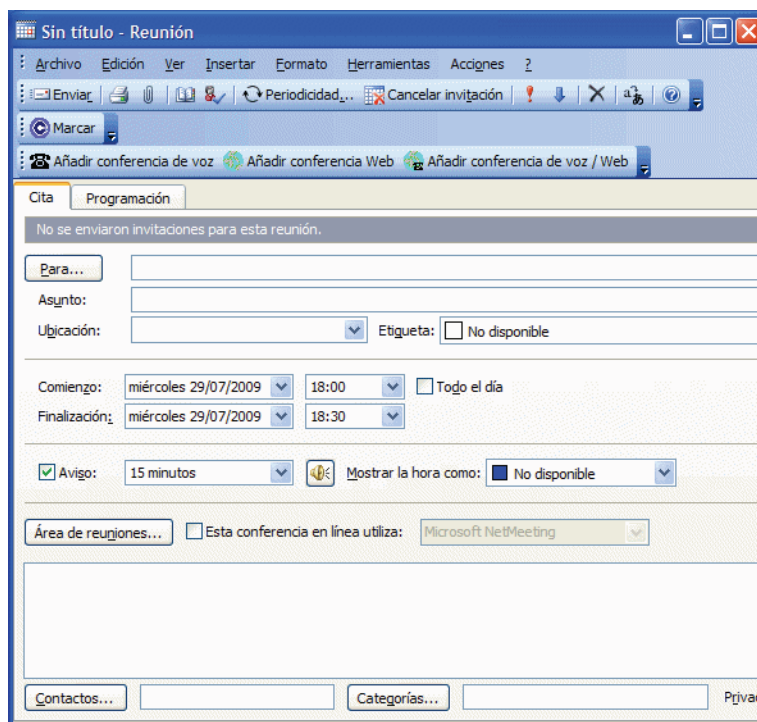 Sin título - Reunión
Archivo Edición Ver Insertar Formato Herramientas Acciones ?
Enviar Periodicidad... Cancelar invitación
Marcar
Añadir conferencia de voz Añadir conferencia Web Añadir conferencia de voz / Web
Cita Programación
No se enviaron invitaciones para esta reunión.
Para...
Asunto:
Ubicación: Etiqueta: No disponible
Comienzo: miércoles 29/07/2009 18:00 Todo el día
Finalización: miércoles 29/07/2009 18:30
Aviso: 15 minutos Mostrar la hora como: No disponible
Área de reuniones... Esta conferencia en línea utiliza: Microsoft NetMeeting
Contactos... Categorías... Privad